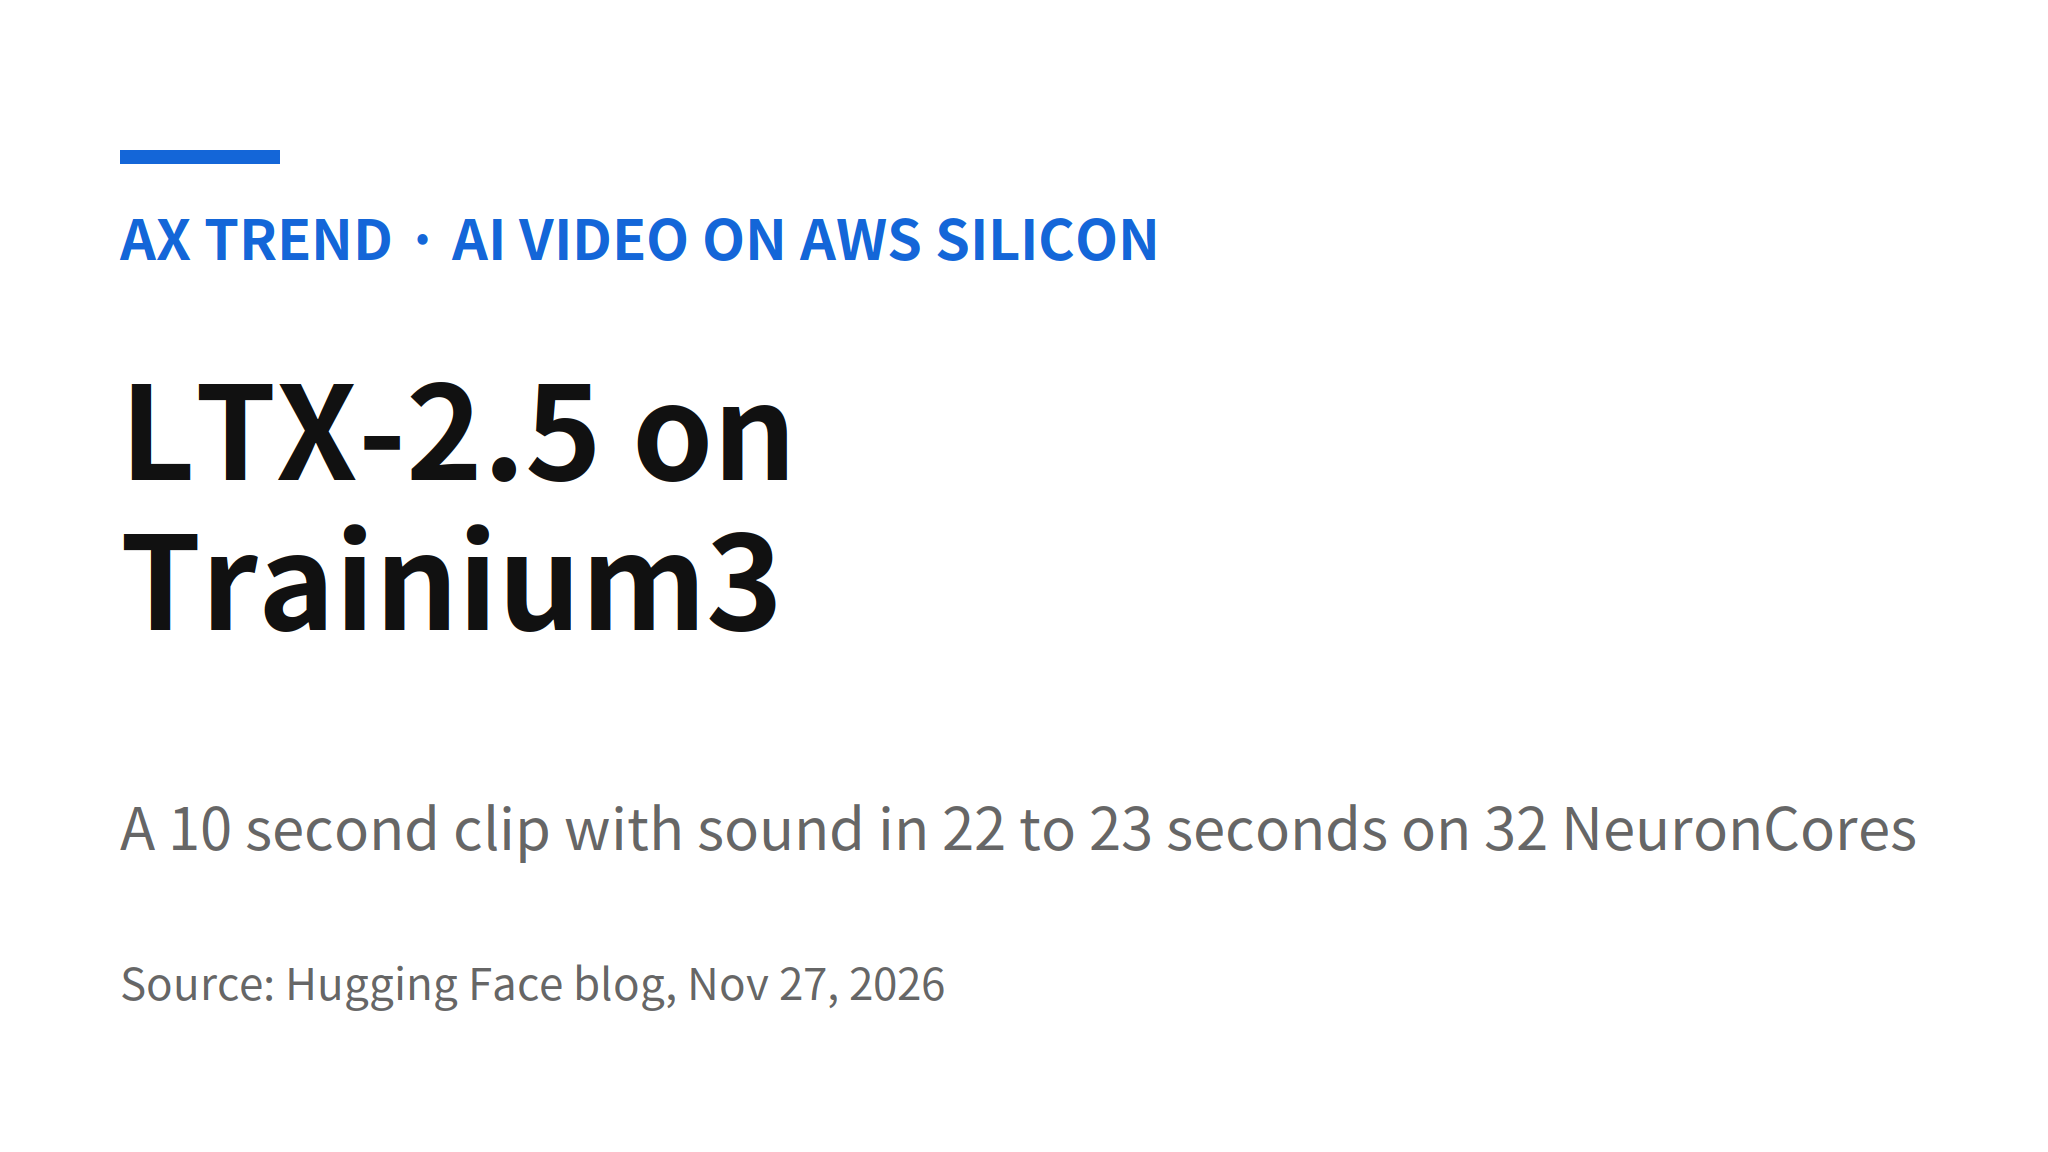 AX TREND · AI VIDEO ON AWS SILICON
LTX-2.5 on
Trainium3
A 10 second clip with sound in 22 to 23 seconds on 32 NeuronCores
Source: Hugging Face blog, Nov 27, 2026